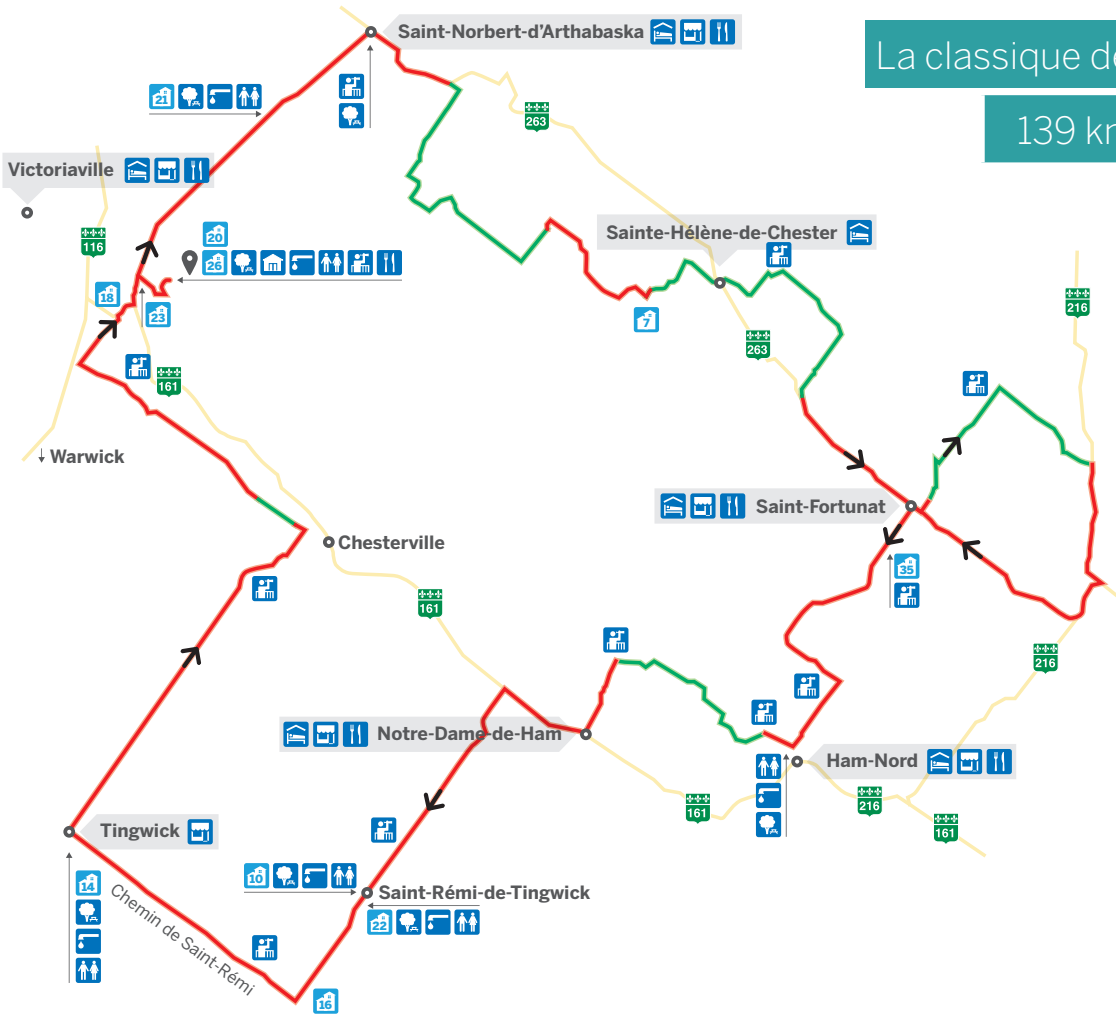 La classique de
139 km
Saint-Norbert-d'Arthabaska
21
263
Victoriaville
116
20
26
18
23
Sainte-Hélène-de-Chester
7
216
263
161
Warwick
Saint-Fortunat
Chesterville
35
161
216
Notre-Dame-de-Ham
Ham-Nord
161
216
161
Tingwick
14
Chemin de Saint-Rémi
10
Saint-Rémi-de-Tingwick
22
16